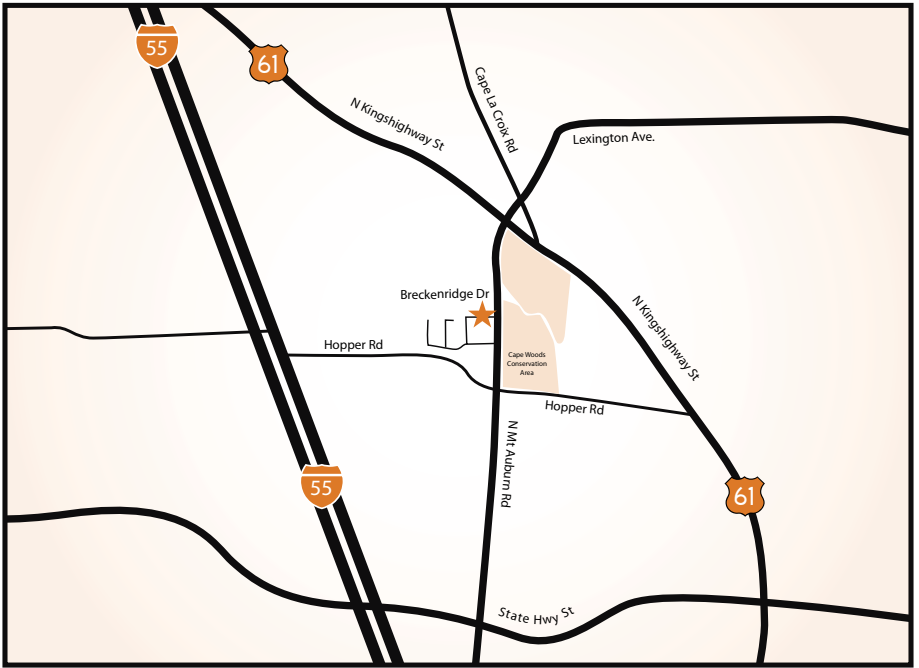 55
61
N Kingshighway St
Cape La Croix Rd
Lexington Ave.
Breckenridge Dr
N Kingshighway St
Hopper Rd
Cape Woods
Conservation
Area
Hopper Rd
N Mt Auburn Rd
55
61
State Hwy St